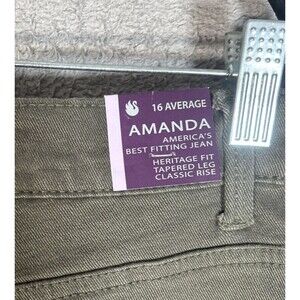 16 AVERAGE
AMANDA
AMERICA'S
BEST FITTING JEAN
HERITAGE FIT
TAPERED LEG
CLASSIC RISE